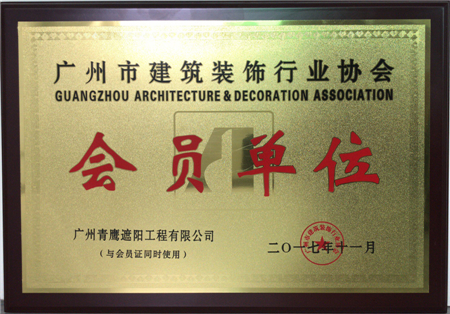 广州市建筑装饰行业协会
GUANGZHOU ARCHITECTURE & DECORATION ASSOCIATION
会员单位
广州青鹰遮阳工程有限公司
（与会员证同时使用）
二〇一七年十一月